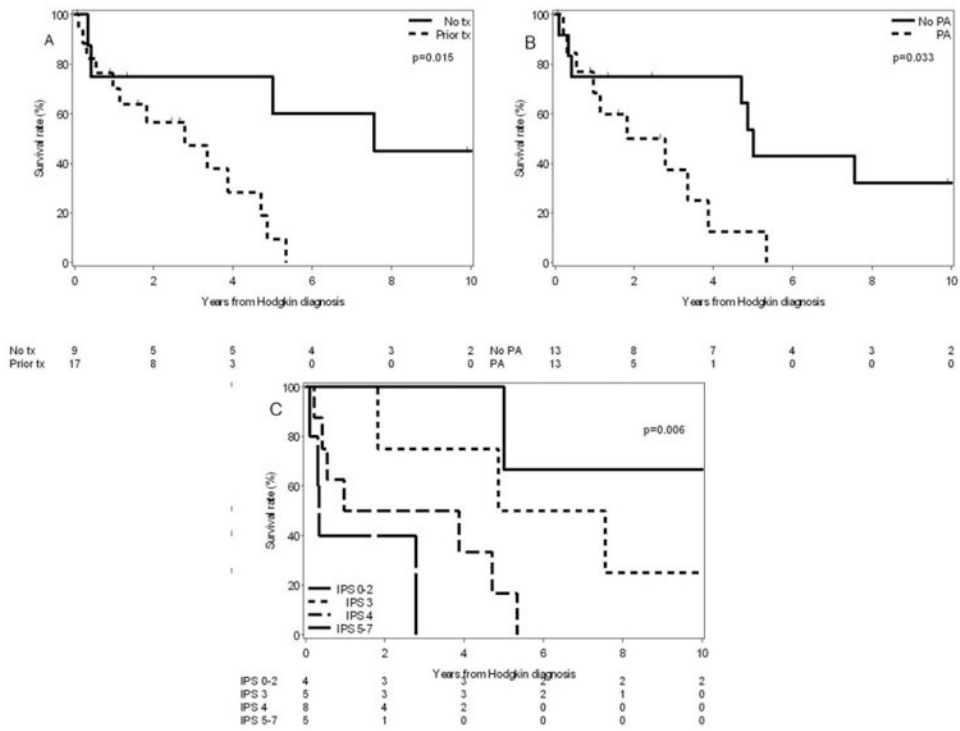 A
No tx
Prior tx
p=0.015
100
80
60
40
20
0
Survival rate (%)
0 2 4 6 8 10
Years from Hodgkin diagnosis
No tx 9 5 5 4 3 2
Prior tx 17 8 3 0 0 0
B
No PA
PA
p=0.033
100
80
60
40
20
0
Survival rate (%)
0 2 4 6 8 10
Years from Hodgkin diagnosis
No PA 13 8 7 4 3 2
PA 13 5 1 0 0 0
C
p=0.006
100
80
60
40
20
0
Survival rate (%)
IPS 0-2
IPS 3
IPS 4
IPS 5-7
0 2 4 6 8 10
Years from Hodgkin diagnosis
IPS 0-2 4 3 3 2 2 2
IPS 3 5 3 3 2 1 0
IPS 4 8 4 2 0 0 0
IPS 5-7 5 1 0 0 0 0